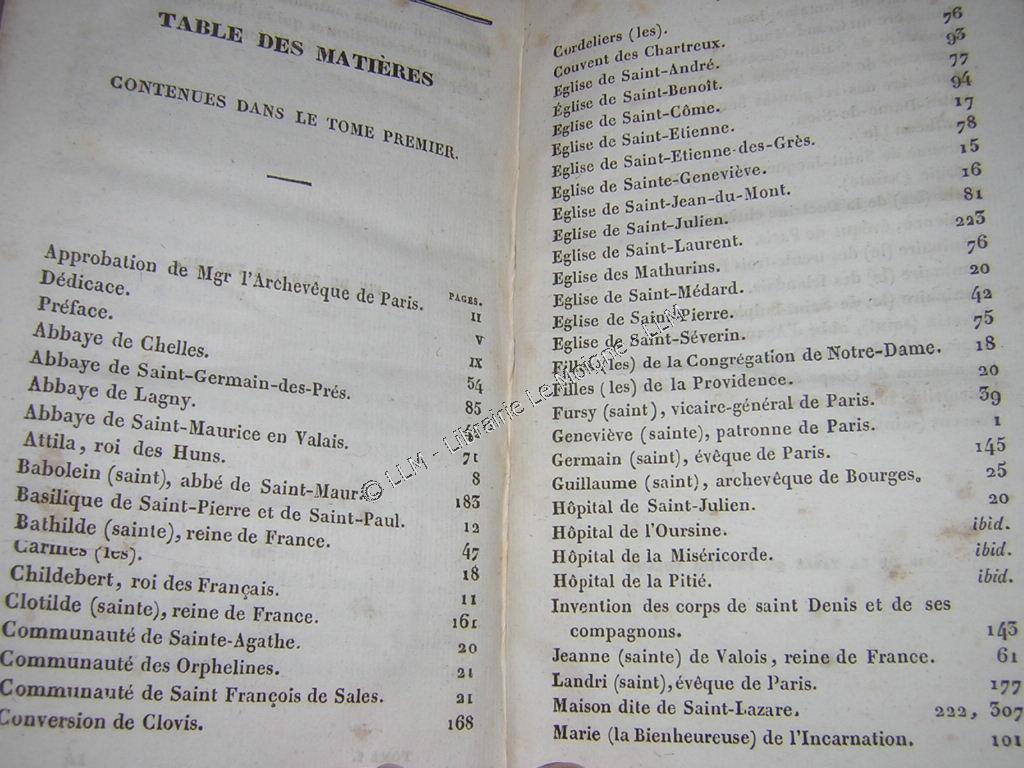 TABLE DES MATIÈRES
CONTENUES DANS LE TOME PREMIER.
PAGES.
Approbation de Mgr l'Archevêque de Paris. II
Dédicace. V
Préface. IX
Abbaye de Chelles. 54
Abbaye de Saint-Germain-des-Prés. 85
Abbaye de Lagny.
Abbaye de Saint-Maurice en Valais. 71
Attila, roi des Huns. 8
Babolein (saint), abbé de Saint-Maur. 183
Basilique de Saint-Pierre et de Saint-Paul. 12
Bathilde (sainte), reine de France. 47
Carmes (les). 18
Childebert, roi des Français. 11
Clotilde (sainte), reine de France. 161
Communauté de Sainte-Agathe. 20
Communauté des Orphelines. 21
Communauté de Saint François de Sales. 21
Conversion de Clovis. 168
Cordeliers (les).
Couvent des Chartreux. 76
Eglise de Saint-André. 93
Église de Saint-Benoît. 77
Eglise de Saint-Côme. 94
Eglise de Saint-Etienne. 17
Eglise de Saint-Etienne-des-Grès. 78
Eglise de Sainte-Geneviève. 15
Eglise de Saint-Jean-du-Mont. 16
Eglise de Saint-Julien. 81
Eglise de Saint-Laurent. 223
Eglise des Mathurins. 76
Eglise de Saint-Médard. 20
Eglise de Saint-Pierre. 42
Eglise de Saint-Séverin. 75
Filles (les) de la Congrégation de Notre-Dame. 18
Filles (les) de la Providence. 20
Fursy (saint), vicaire-général de Paris. 39
Geneviève (sainte), patronne de Paris. 1
Germain (saint), évêque de Paris. 145
Guillaume (saint), archevêque de Bourges. 25
Hôpital de Saint-Julien. 20
Hôpital de l'Oursine. ibid.
Hôpital de la Miséricorde. ibid.
Hôpital de la Pitié. ibid.
Invention des corps de saint Denis et de ses
compagnons. 143
Jeanne (sainte) de Valois, reine de France. 61
Landri (saint), évêque de Paris. 177
Maison dite de Saint-Lazare. 222, 307
Marie (la Bienheureuse) de l'Incarnation. 101
© LLM - Librairie Le Moigne - LLM